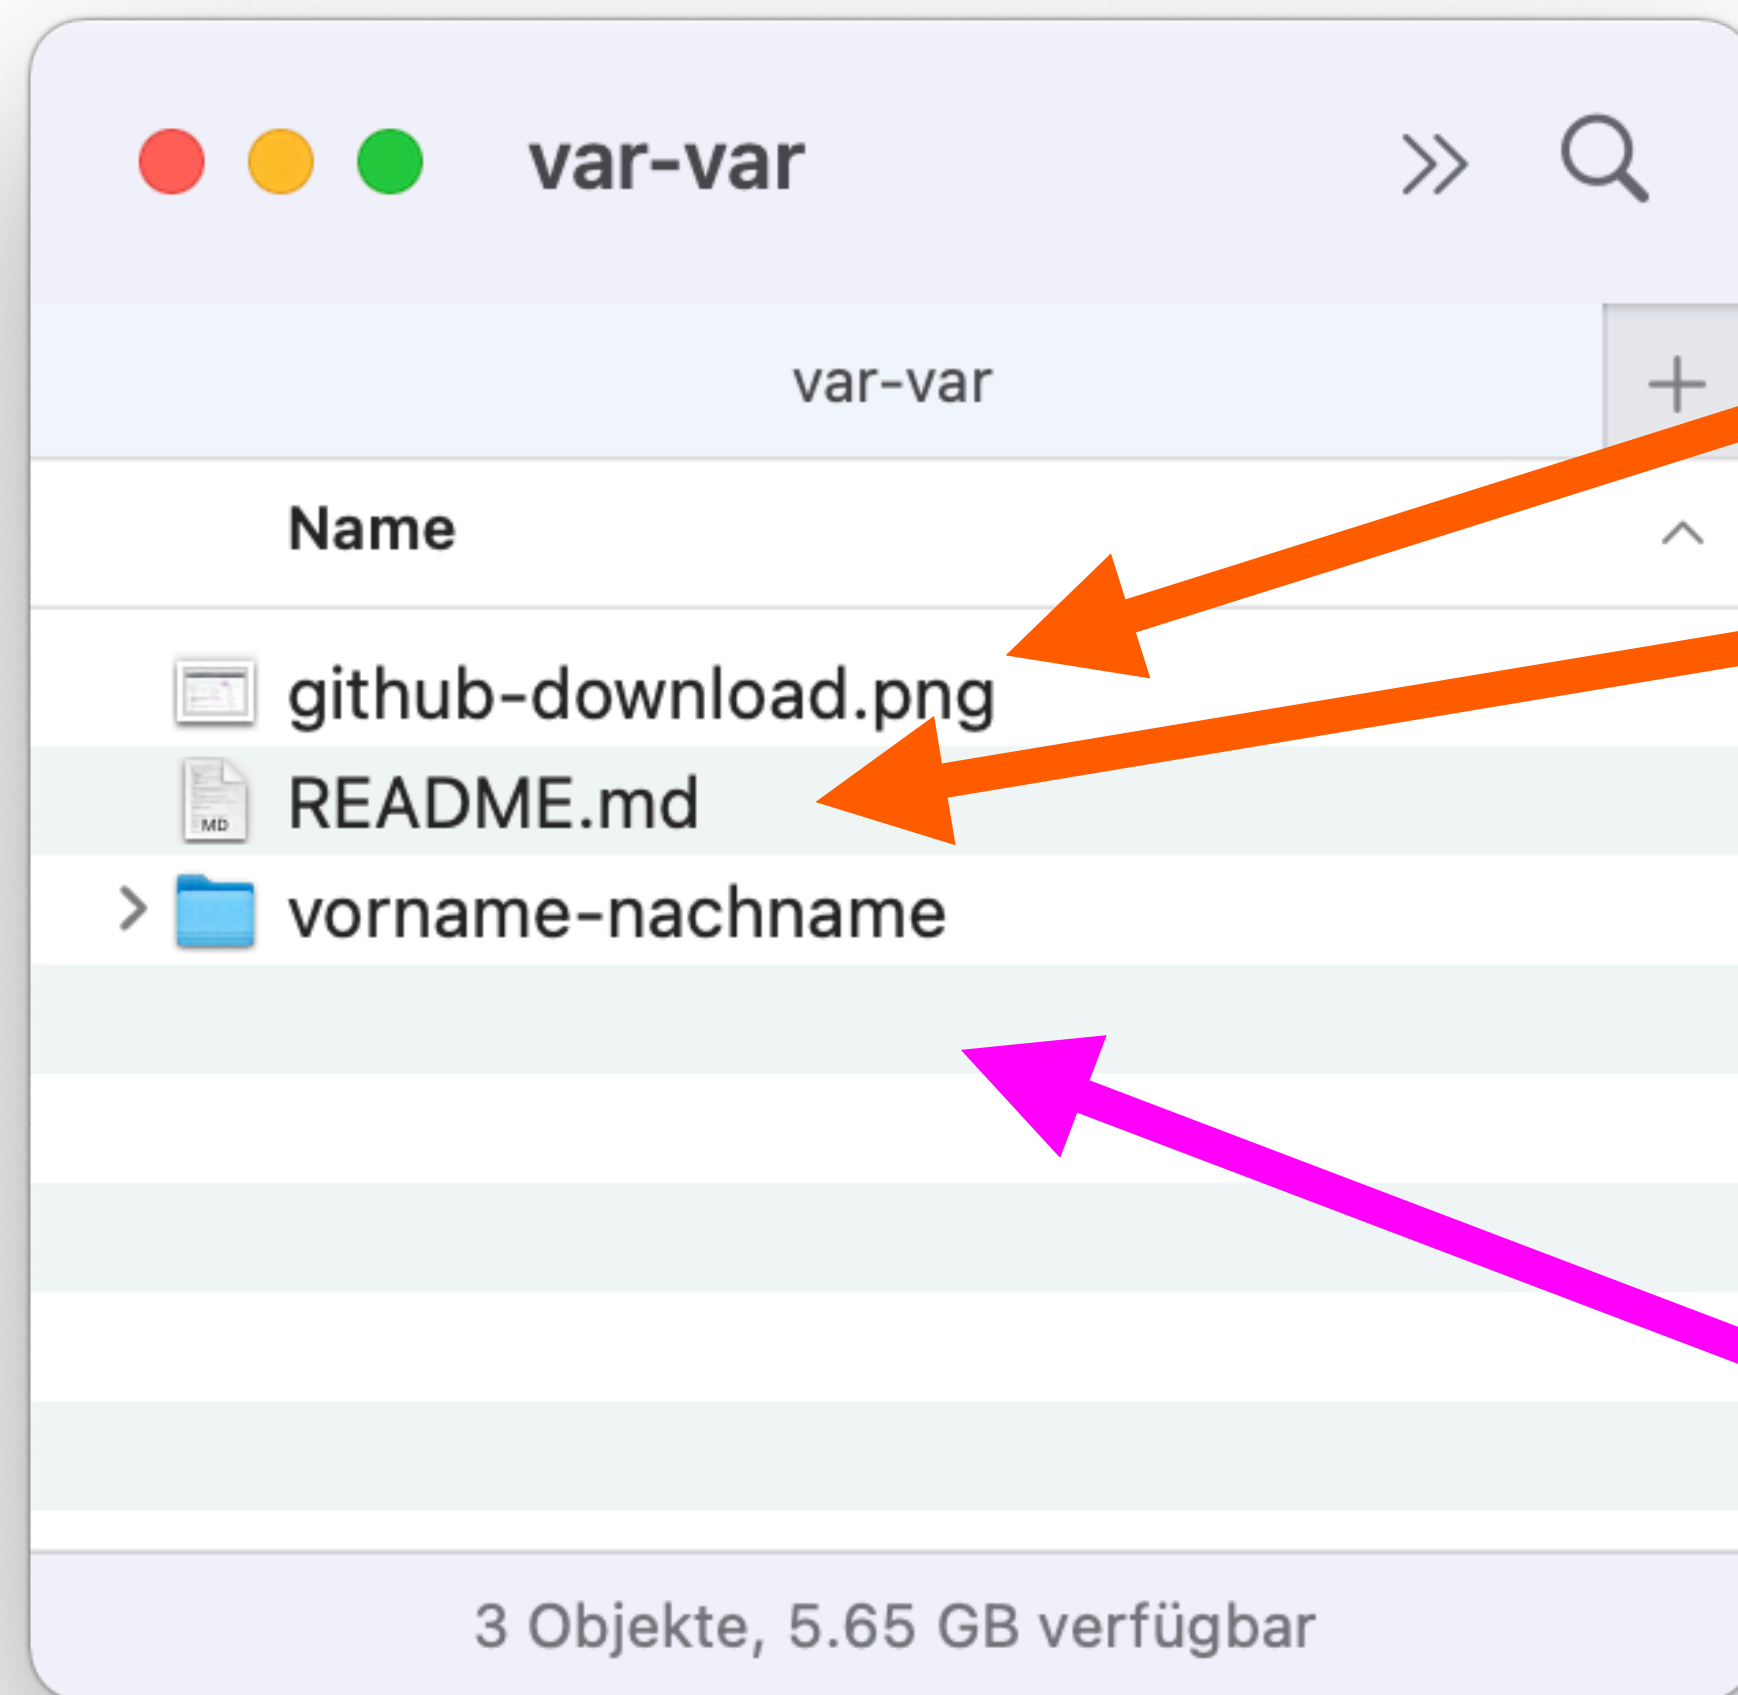 var-var
var-var
Name
github-download.png
README.md
MD
vorname-nachname
3 Objekte, 5.65 GB verfügbar